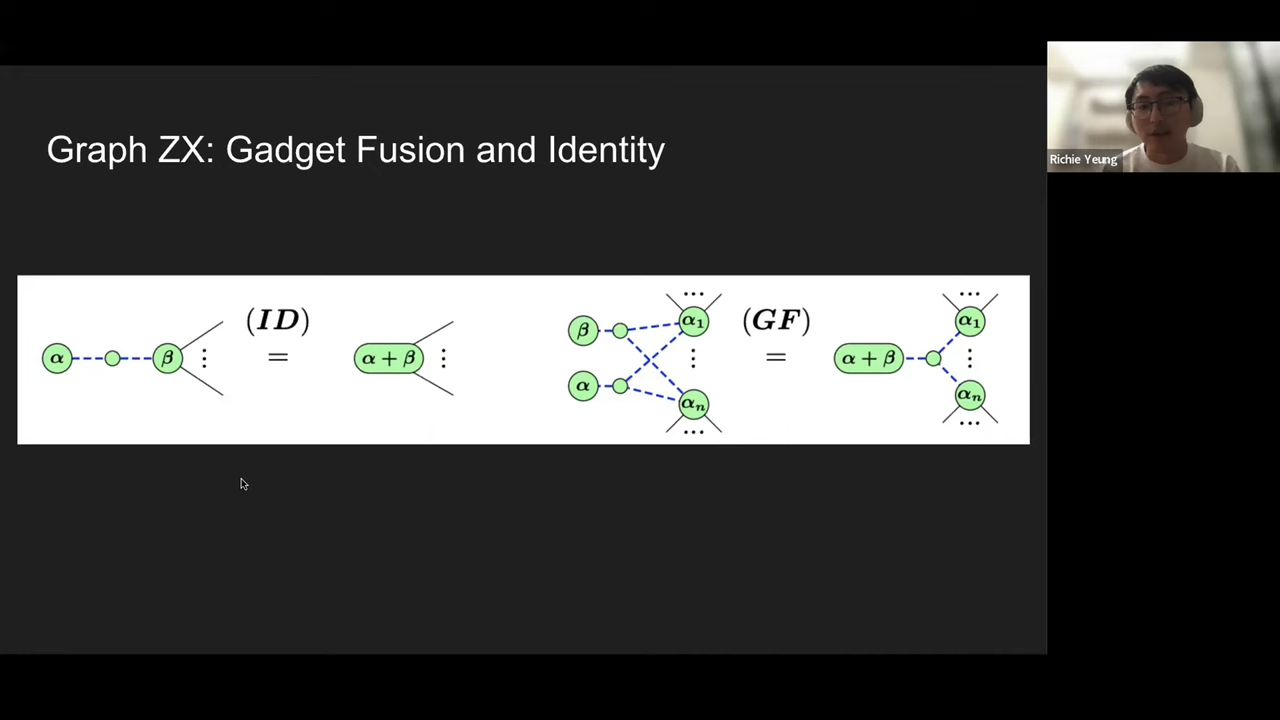 Graph ZX: Gadget Fusion and Identity
Richie Yeung
α β ⋮ (ID) = α + β ⋮
β α α₁ ⋮ αₙ ... ... (GF) = α + β α₁ ⋮ αₙ ... ...